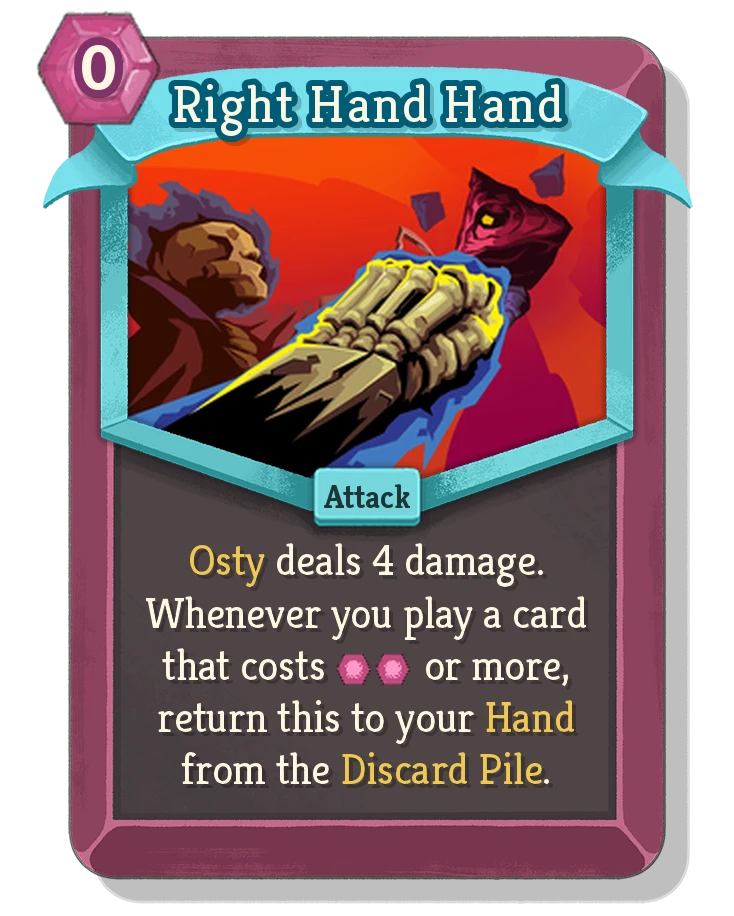 0
Right Hand Hand
Attack
Osty deals 4 damage.
Whenever you play a card
that costs or more,
return this to your Hand
from the Discard Pile.